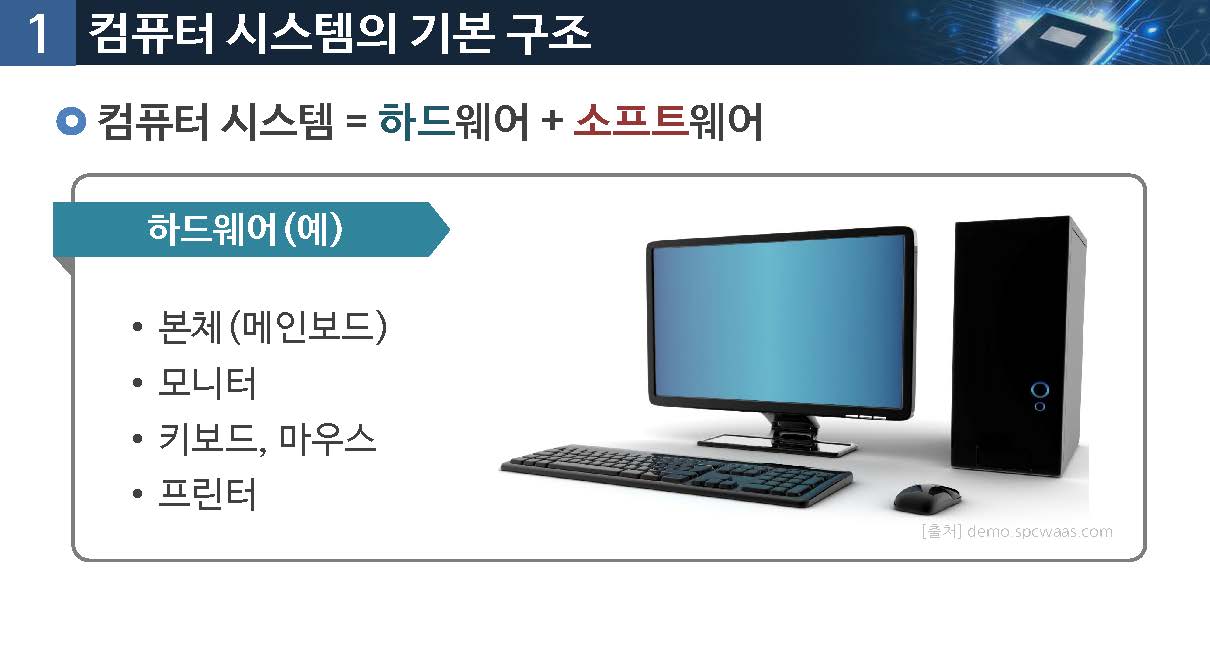 1 컴퓨터 시스템의 기본 구조
컴퓨터 시스템 = 하드웨어 + 소프트웨어
하드웨어(예)
• 본체(메인보드)
• 모니터
• 키보드, 마우스
• 프린터
[출처] demo.spcwaas.com